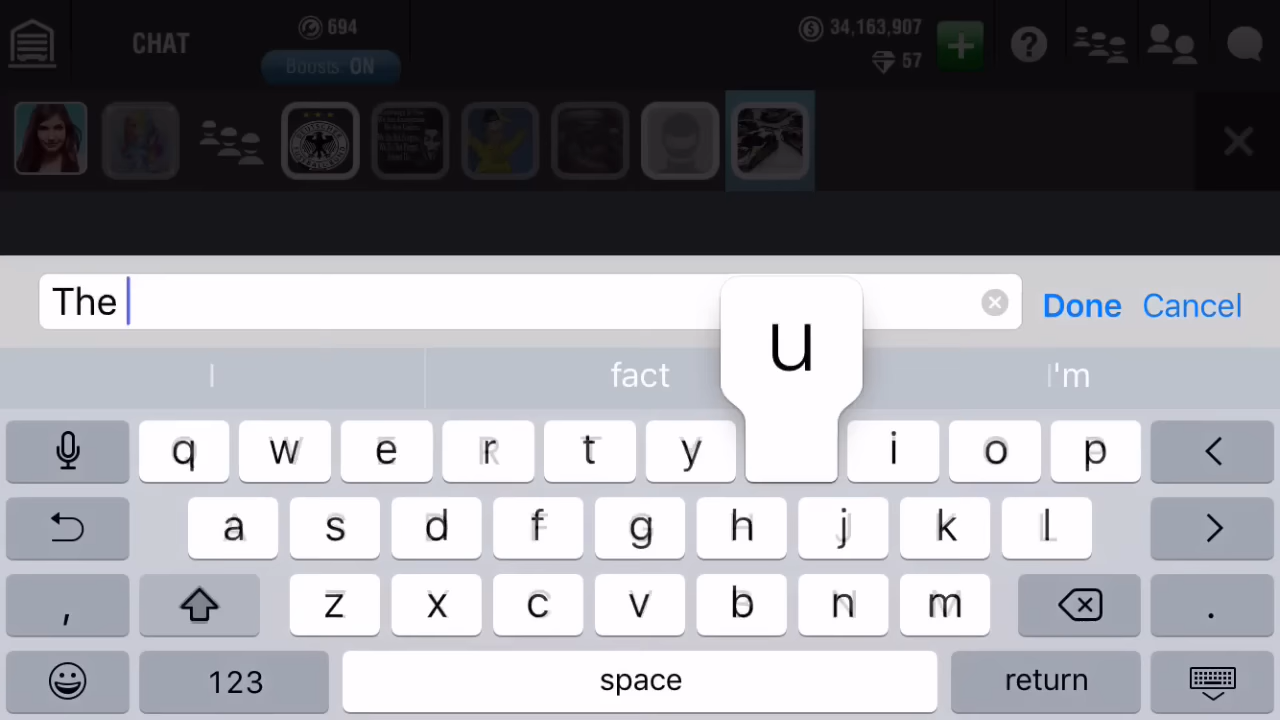 694
CHAT
Boosts ON
34,163,907
57
?
The
Done Cancel
I fact I'm
u
q w e r t y i o p
a s d f g h j k l
, z x c v b n m .
123 space return